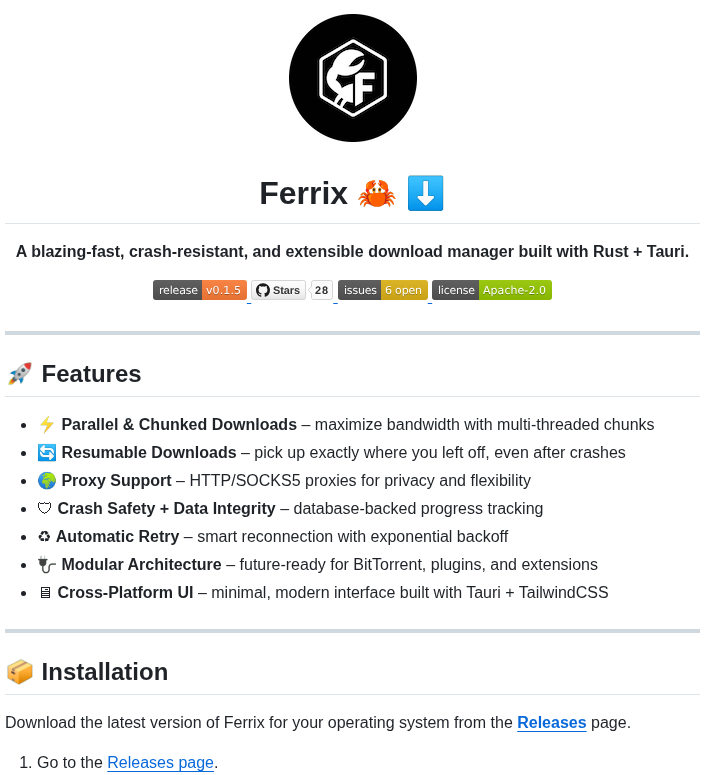 F
Ferrix 🦀 ⬇️
A blazing-fast, crash-resistant, and extensible download manager built with Rust + Tauri.
release v0.1.5 Stars 28 issues 6 open license Apache-2.0
🚀 Features
• ⚡ Parallel & Chunked Downloads – maximize bandwidth with multi-threaded chunks
• 🔄 Resumable Downloads – pick up exactly where you left off, even after crashes
• 🌍 Proxy Support – HTTP/SOCKS5 proxies for privacy and flexibility
• 🛡 Crash Safety + Data Integrity – database-backed progress tracking
• ♻ Automatic Retry – smart reconnection with exponential backoff
• 🔌 Modular Architecture – future-ready for BitTorrent, plugins, and extensions
• 🖥 Cross-Platform UI – minimal, modern interface built with Tauri + TailwindCSS
📦 Installation
Download the latest version of Ferrix for your operating system from the Releases page.
1. Go to the Releases page.